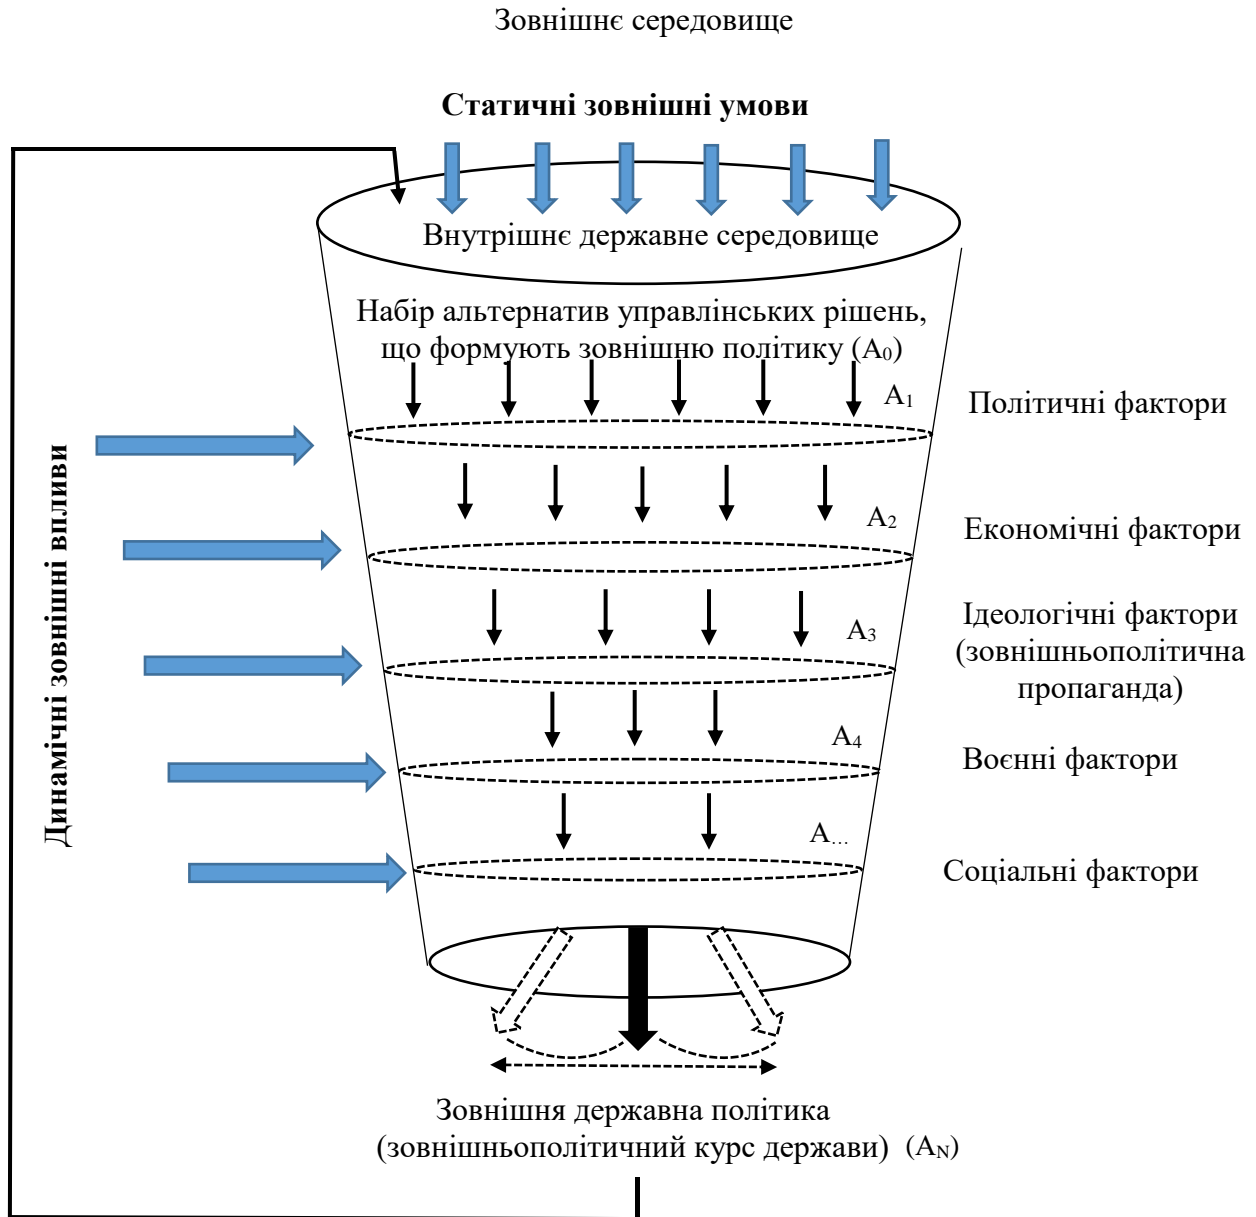 Зовнішнє середовище
Статичні зовнішні умови
Внутрішнє державне середовище
Набір альтернатив управлінських рішень,
що формують зовнішню політику (A₀)
A₁
Політичні фактори
Динамічні зовнішні впливи
A₂
Економічні фактори
A₃
Ідеологічні фактори
(зовнішньополітична
пропаганда)
A₄
Воєнні фактори
A…
Соціальні фактори
Зовнішня державна політика
(зовнішньополітичний курс держави) (A_N)